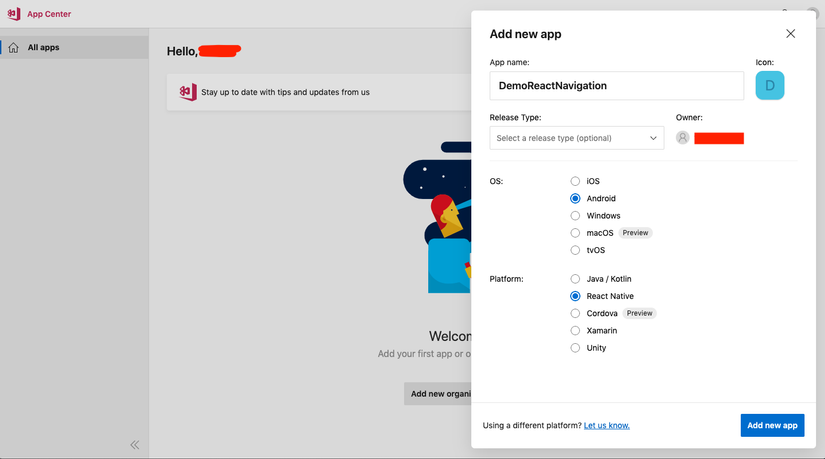 App Center
All apps
Hello,
Stay up to date with tips and updates from us
Welcon
Add your first app or o
Add new organi
Add new app
App name:
Icon:
DemoReactNavigation
D
Release Type:
Owner:
Select a release type (optional)
OS:
iOS
Android
Windows
macOS Preview
tvOS
Platform:
Java / Kotlin
React Native
Cordova Preview
Xamarin
Unity
Using a different platform? Let us know.
Add new app